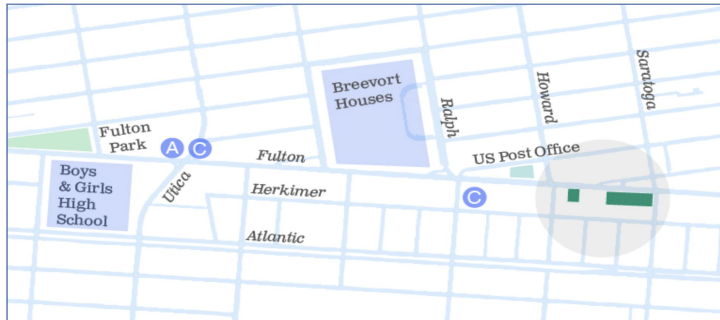 Breevort
Houses
Ralph
Howard
Saratoga
Fulton
Park
A C
Fulton
US Post Office
Boys
& Girls
High
School
Utica
Herkimer
C
Atlantic